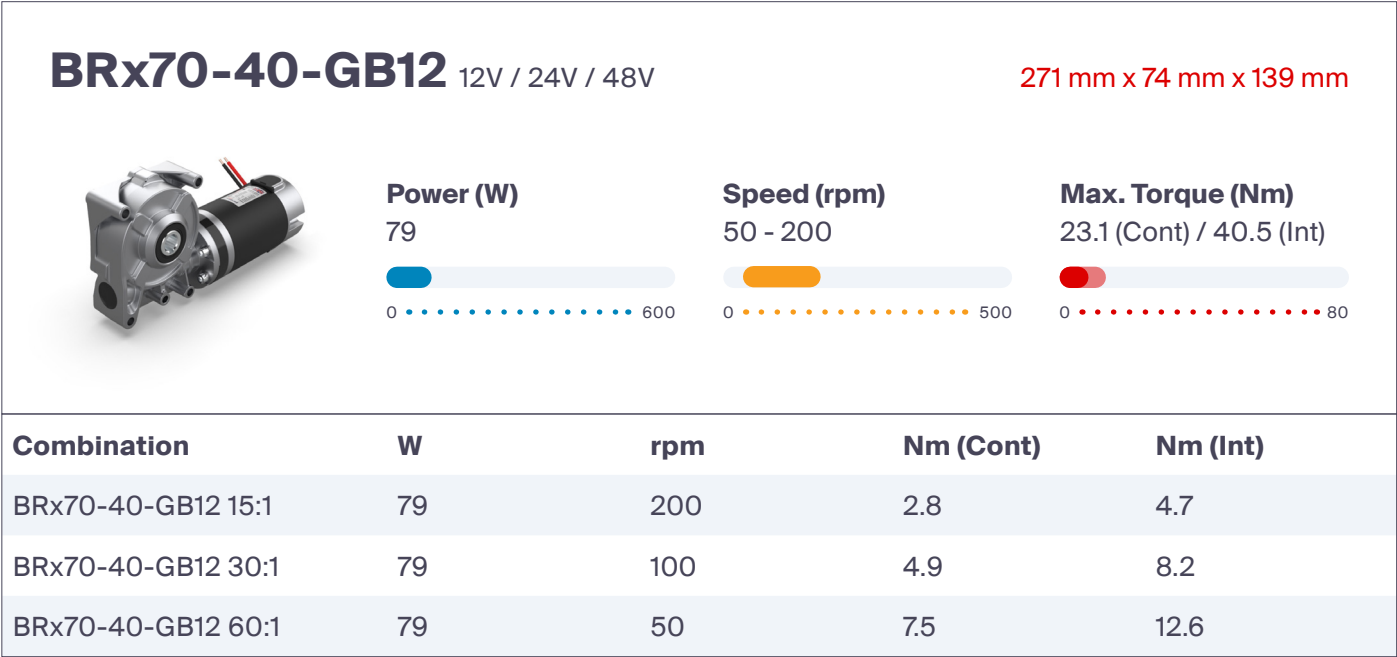 BRx70-40-GB12 12V / 24V / 48V 271 mm x 74 mm x 139 mm
Power (W) Speed (rpm) Max. Torque (Nm)
79 50 - 200 23.1 (Cont) / 40.5 (Int)
0 600 0 500 0 80
Combination W rpm Nm (Cont) Nm (Int)
BRx70-40-GB12 15:1 79 200 2.8 4.7
BRx70-40-GB12 30:1 79 100 4.9 8.2
BRx70-40-GB12 60:1 79 50 7.5 12.6